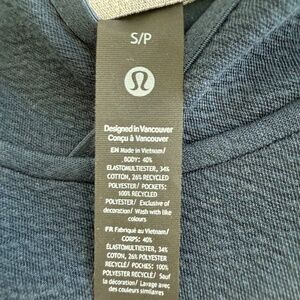 S/P
Designed in Vancouver
Conçu à Vancouver
EN Made in Vietnam/
BODY: 40%
ELASTOMULTIESTER, 34%
COTTON, 26% RECYCLED
POLYESTER/ POCKETS:
100% RECYCLED
POLYESTER/ Exclusive of
decoration/ Wash with like
colours
FR Fabriqué au Vietnam/
CORPS: 40%
ELASTOMULTIESTER, 34%
COTON, 26% POLYESTER
RECYCLÉ/ POCHES: 100%
POLYESTER RECYCLÉ/ Sauf
la décoration/ Lavage avec
des couleurs similaires